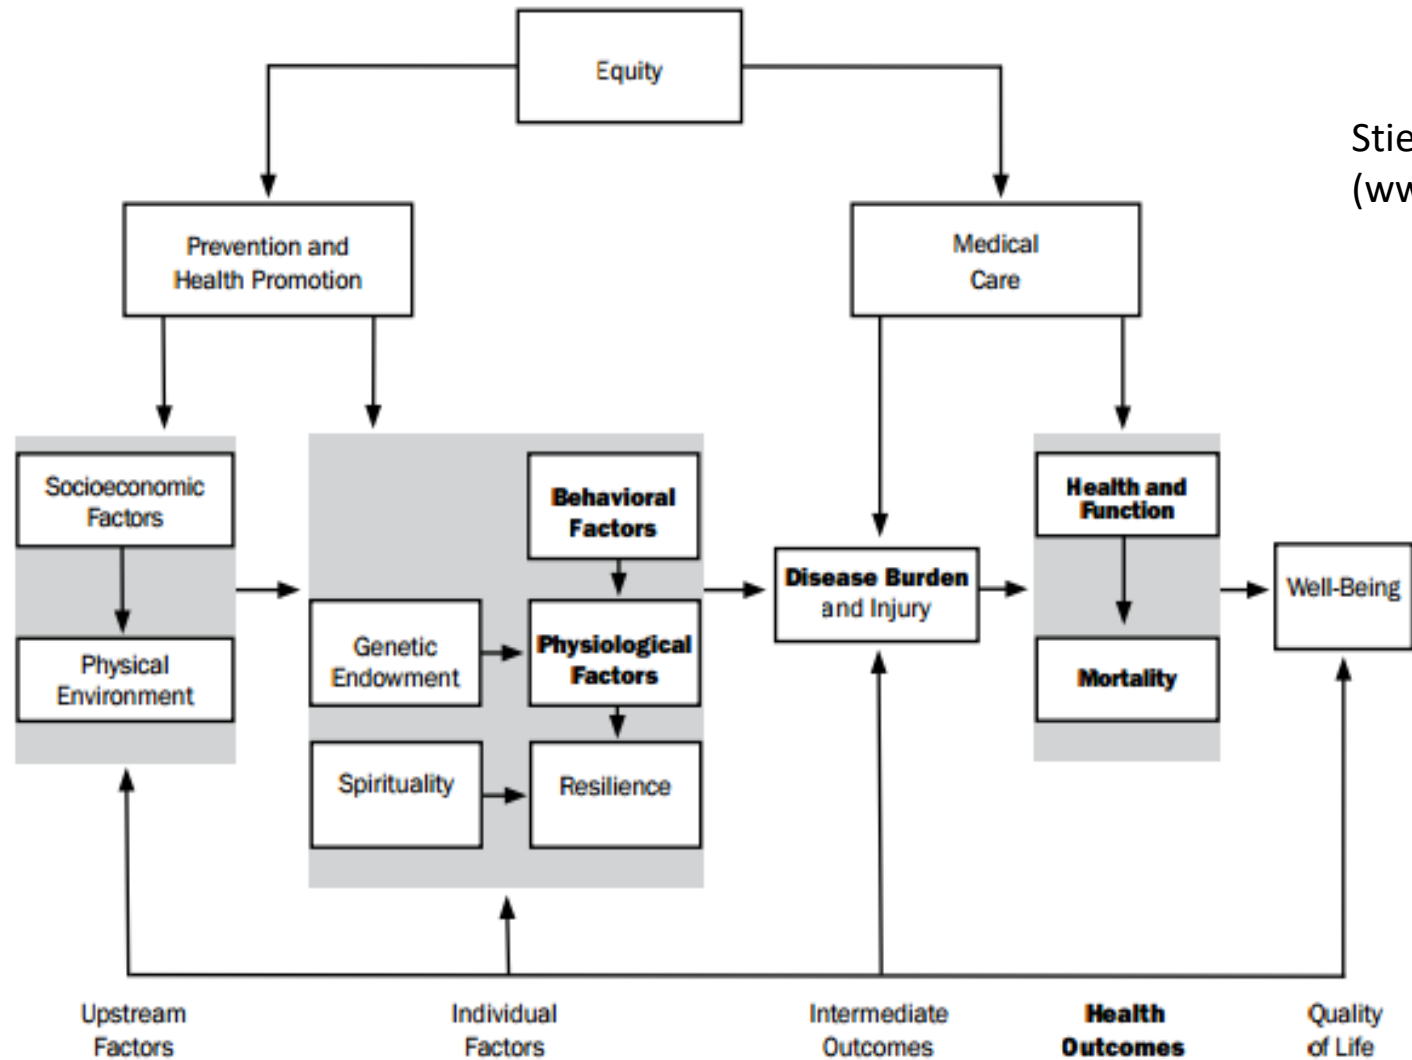 Equity
Stie
(ww
Prevention and
Health Promotion
Medical
Care
Socioeconomic
Factors
Physical
Environment
Behavioral
Factors
Genetic
Endowment
Physiological
Factors
Spirituality
Resilience
Disease Burden
and Injury
Health and
Function
Mortality
Well-Being
Upstream
Factors
Individual
Factors
Intermediate
Outcomes
Health
Outcomes
Quality
of Life